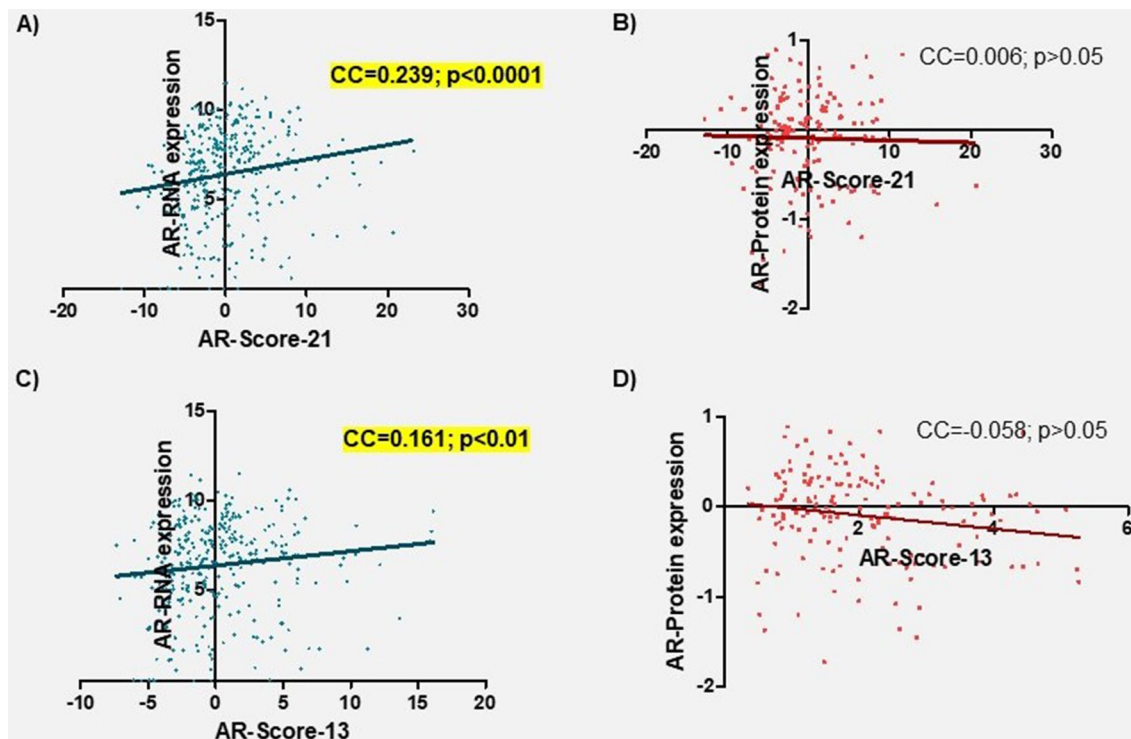 A)
15
CC=0.239; p<0.0001
10
AR-RNA expression
5
-20
-10
0
10
20
30
AR-Score-21
B)
1
CC=0.006; p>0.05
AR-Protein expression
-20
-10
10
20
30
AR-Score-21
-1
-2
C)
15
CC=0.161; p<0.01
10
AR-RNA expression
5
-10
-5
0
5
10
15
20
AR-Score-13
D)
1
CC=-0.058; p>0.05
AR-Protein expression
0
2
4
6
AR-Score-13
-1
-2